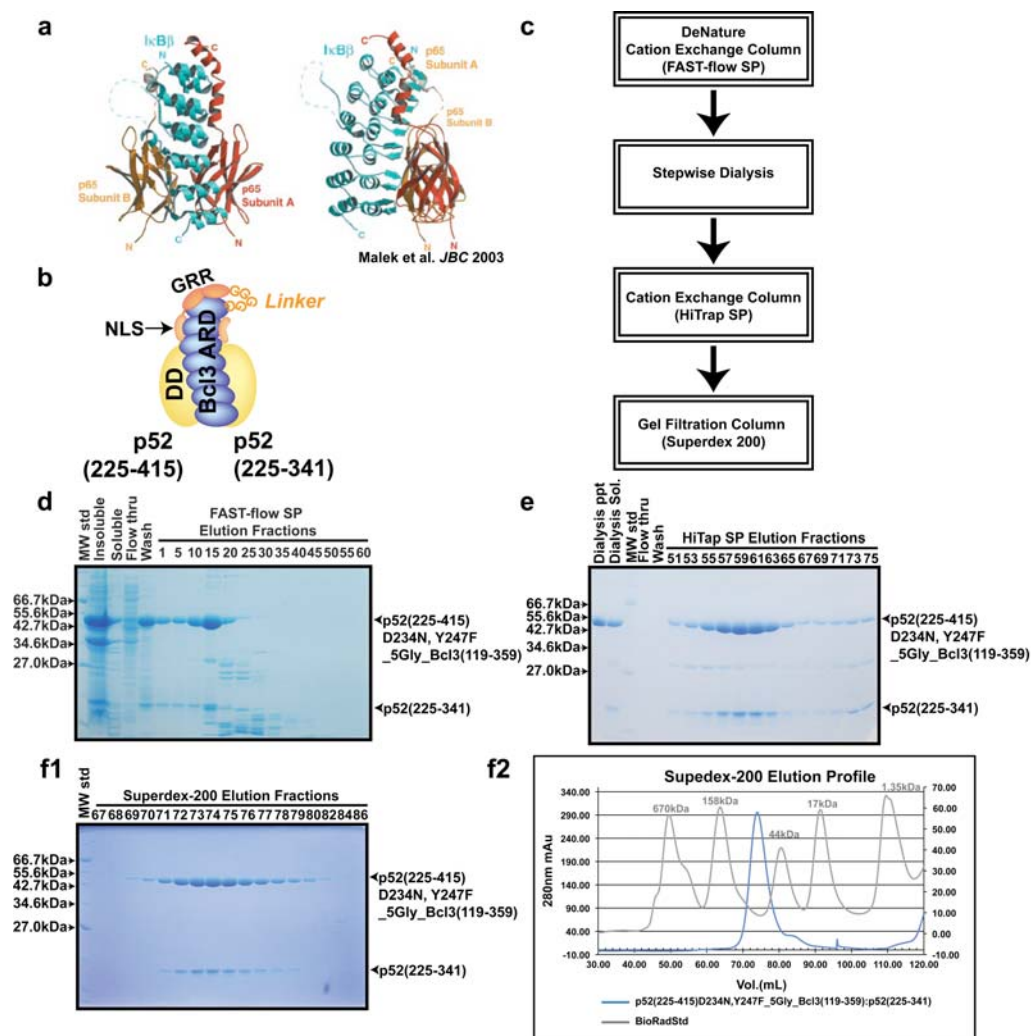 a
IκBβ
N
C
C
p65
Subunit B
p65
Subunit A
N
C
N
IκBβ
C
N
p65
Subunit A
C
p65
Subunit B
C
N
N
Malek et al. JBC 2003
b
GRR
Linker
NLS
DD
Bcl3 ARD
p52
(225-415)
p52
(225-341)
c
DeNature
Cation Exchange Column
(FAST-flow SP)
Stepwise Dialysis
Cation Exchange Column
(HiTrap SP)
Gel Filtration Column
(Superdex 200)
d
MW std
Insoluble
Soluble
Flow thru
Wash
FAST-flow SP
Elution Fractions
1 5 10 15 20 25 30 35 40 45 50 55 60
66.7kDa
55.6kDa
42.7kDa
34.6kDa
27.0kDa
p52(225-415)
D234N, Y247F
_5Gly_Bcl3(119-359)
p52(225-341)
e
Dialysis ppt
Dialysis Sol.
MW std
Flow thru
Wash
HiTap SP Elution Fractions
51 53 55 57 59 61 63 65 67 69 71 73 75
66.7kDa
55.6kDa
42.7kDa
34.6kDa
27.0kDa
p52(225-415)
D234N, Y247F
_5Gly_Bcl3(119-359)
p52(225-341)
f1
MW std
Superdex-200 Elution Fractions
67 68 69 70 71 72 73 74 75 76 77 78 79 80 82 84 86
66.7kDa
55.6kDa
42.7kDa
34.6kDa
27.0kDa
p52(225-415)
D234N, Y247F
_5Gly_Bcl3(119-359)
p52(225-341)
f2
Supedex-200 Elution Profile
340.00
290.00
240.00
190.00
140.00
90.00
40.00
-10.00
280nm mAu
670kDa
158kDa
44kDa
17kDa
1.35kDa
70.00
60.00
50.00
40.00
30.00
20.00
10.00
0.00
-10.00
30.00 40.00 50.00 60.00 70.00 80.00 90.00 100.00 110.00 120.00
Vol.(mL)
p52(225-415)D234N,Y247F_5Gly_Bcl3(119-359):p52(225-341)
BioRadStd